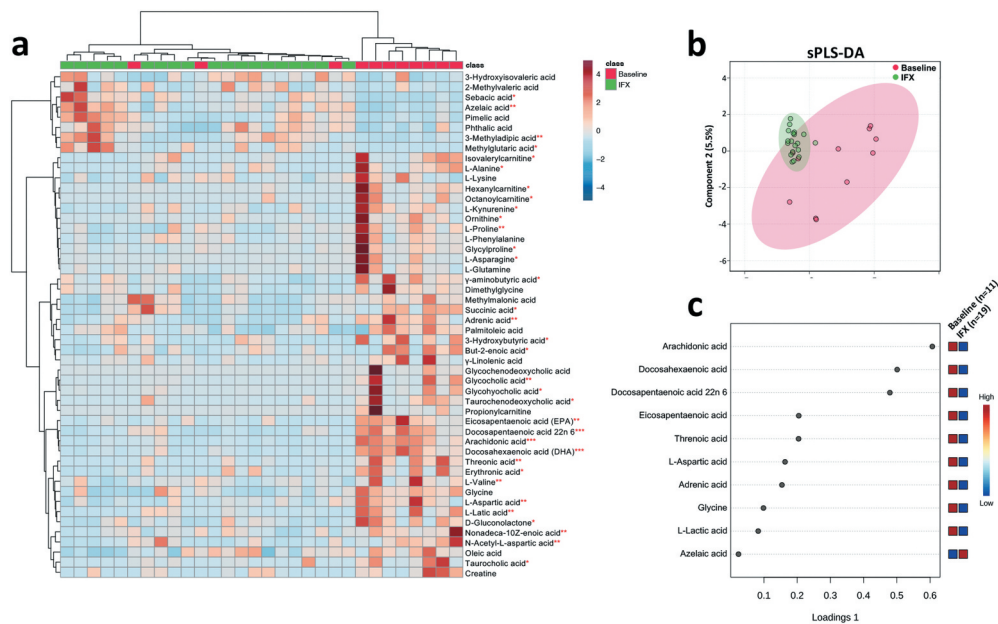 a
class
3-Hydroxyisovaleric acid
2-Methylvaleric acid
Sebacic acid*
Azelaic acid**
Pimelic acid
Phthalic acid
3-Methyladipic acid**
Methylglutaric acid*
Isovalerylcarnitine*
L-Alanine*
L-Lysine
Hexanylcarnitine*
Octanoylcarnitine*
L-Kynurenine*
Ornithine*
L-Proline**
L-Phenylalanine
Glycylproline*
L-Asparagine*
L-Glutamine
γ-aminobutyric acid*
Dimethylglycine
Methylmalonic acid
Succinic acid*
Adrenic acid**
Palmitoleic acid
3-Hydroxybutyric acid*
But-2-enoic acid*
γ-Linolenic acid
Glycochenodeoxycholic acid
Glycocholic acid**
Glycohyocholic acid*
Taurochenodeoxycholic acid*
Propionylcarnitine
Eicosapentaenoic acid (EPA)**
Docosapentaenoic acid 22n 6***
Arachidonic acid***
Docosahexaenoic acid (DHA)***
Threonic acid**
Erythronic acid*
L-Valine**
Glycine
L-Aspartic acid**
L-Latic acid**
D-Gluconolactone*
Nonadeca-10Z-enoic acid**
N-Acetyl-L-aspartic acid**
Oleic acid
Taurocholic acid*
Creatine
class
Baseline
IFX
4
2
0
-2
-4
b
sPLS-DA
Baseline
IFX
Component 2 (5.5%)
6
4
2
0
-2
-4
-6
0
0
0
c
Baseline (n=11)
IFX (n=19)
Arachidonic acid
Docosahexaenoic acid
Docosapentaenoic acid 22n 6
Eicosapentaenoic acid
Threnoic acid
L-Aspartic acid
Adrenic acid
Glycine
L-Lactic acid
Azelaic acid
High
Low
0.1 0.2 0.3 0.4 0.5 0.6
Loadings 1